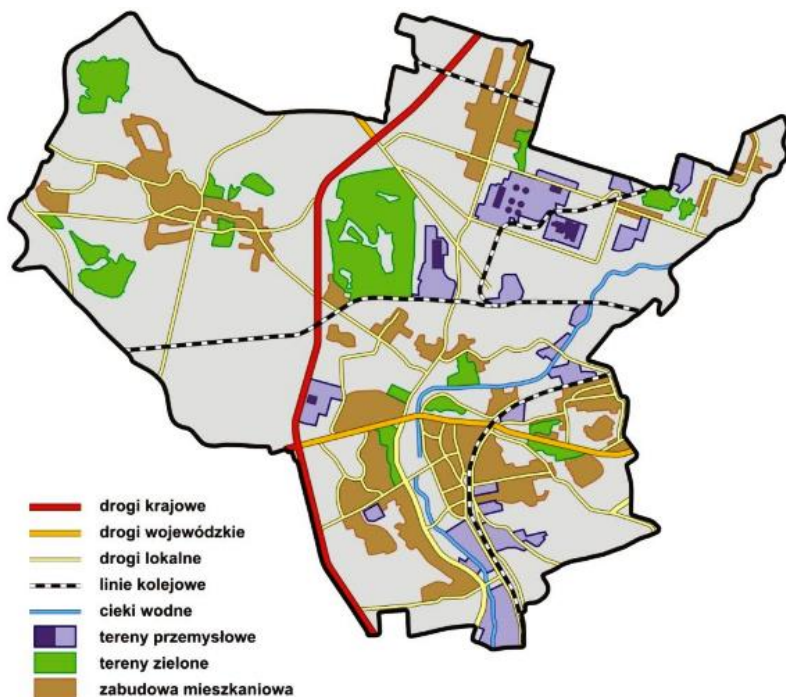 drogi krajowe
drogi wojewódzkie
drogi lokalne
linie kolejowe
cieki wodne
tereny przemysłowe
tereny zielone
zabudowa mieszkaniowa